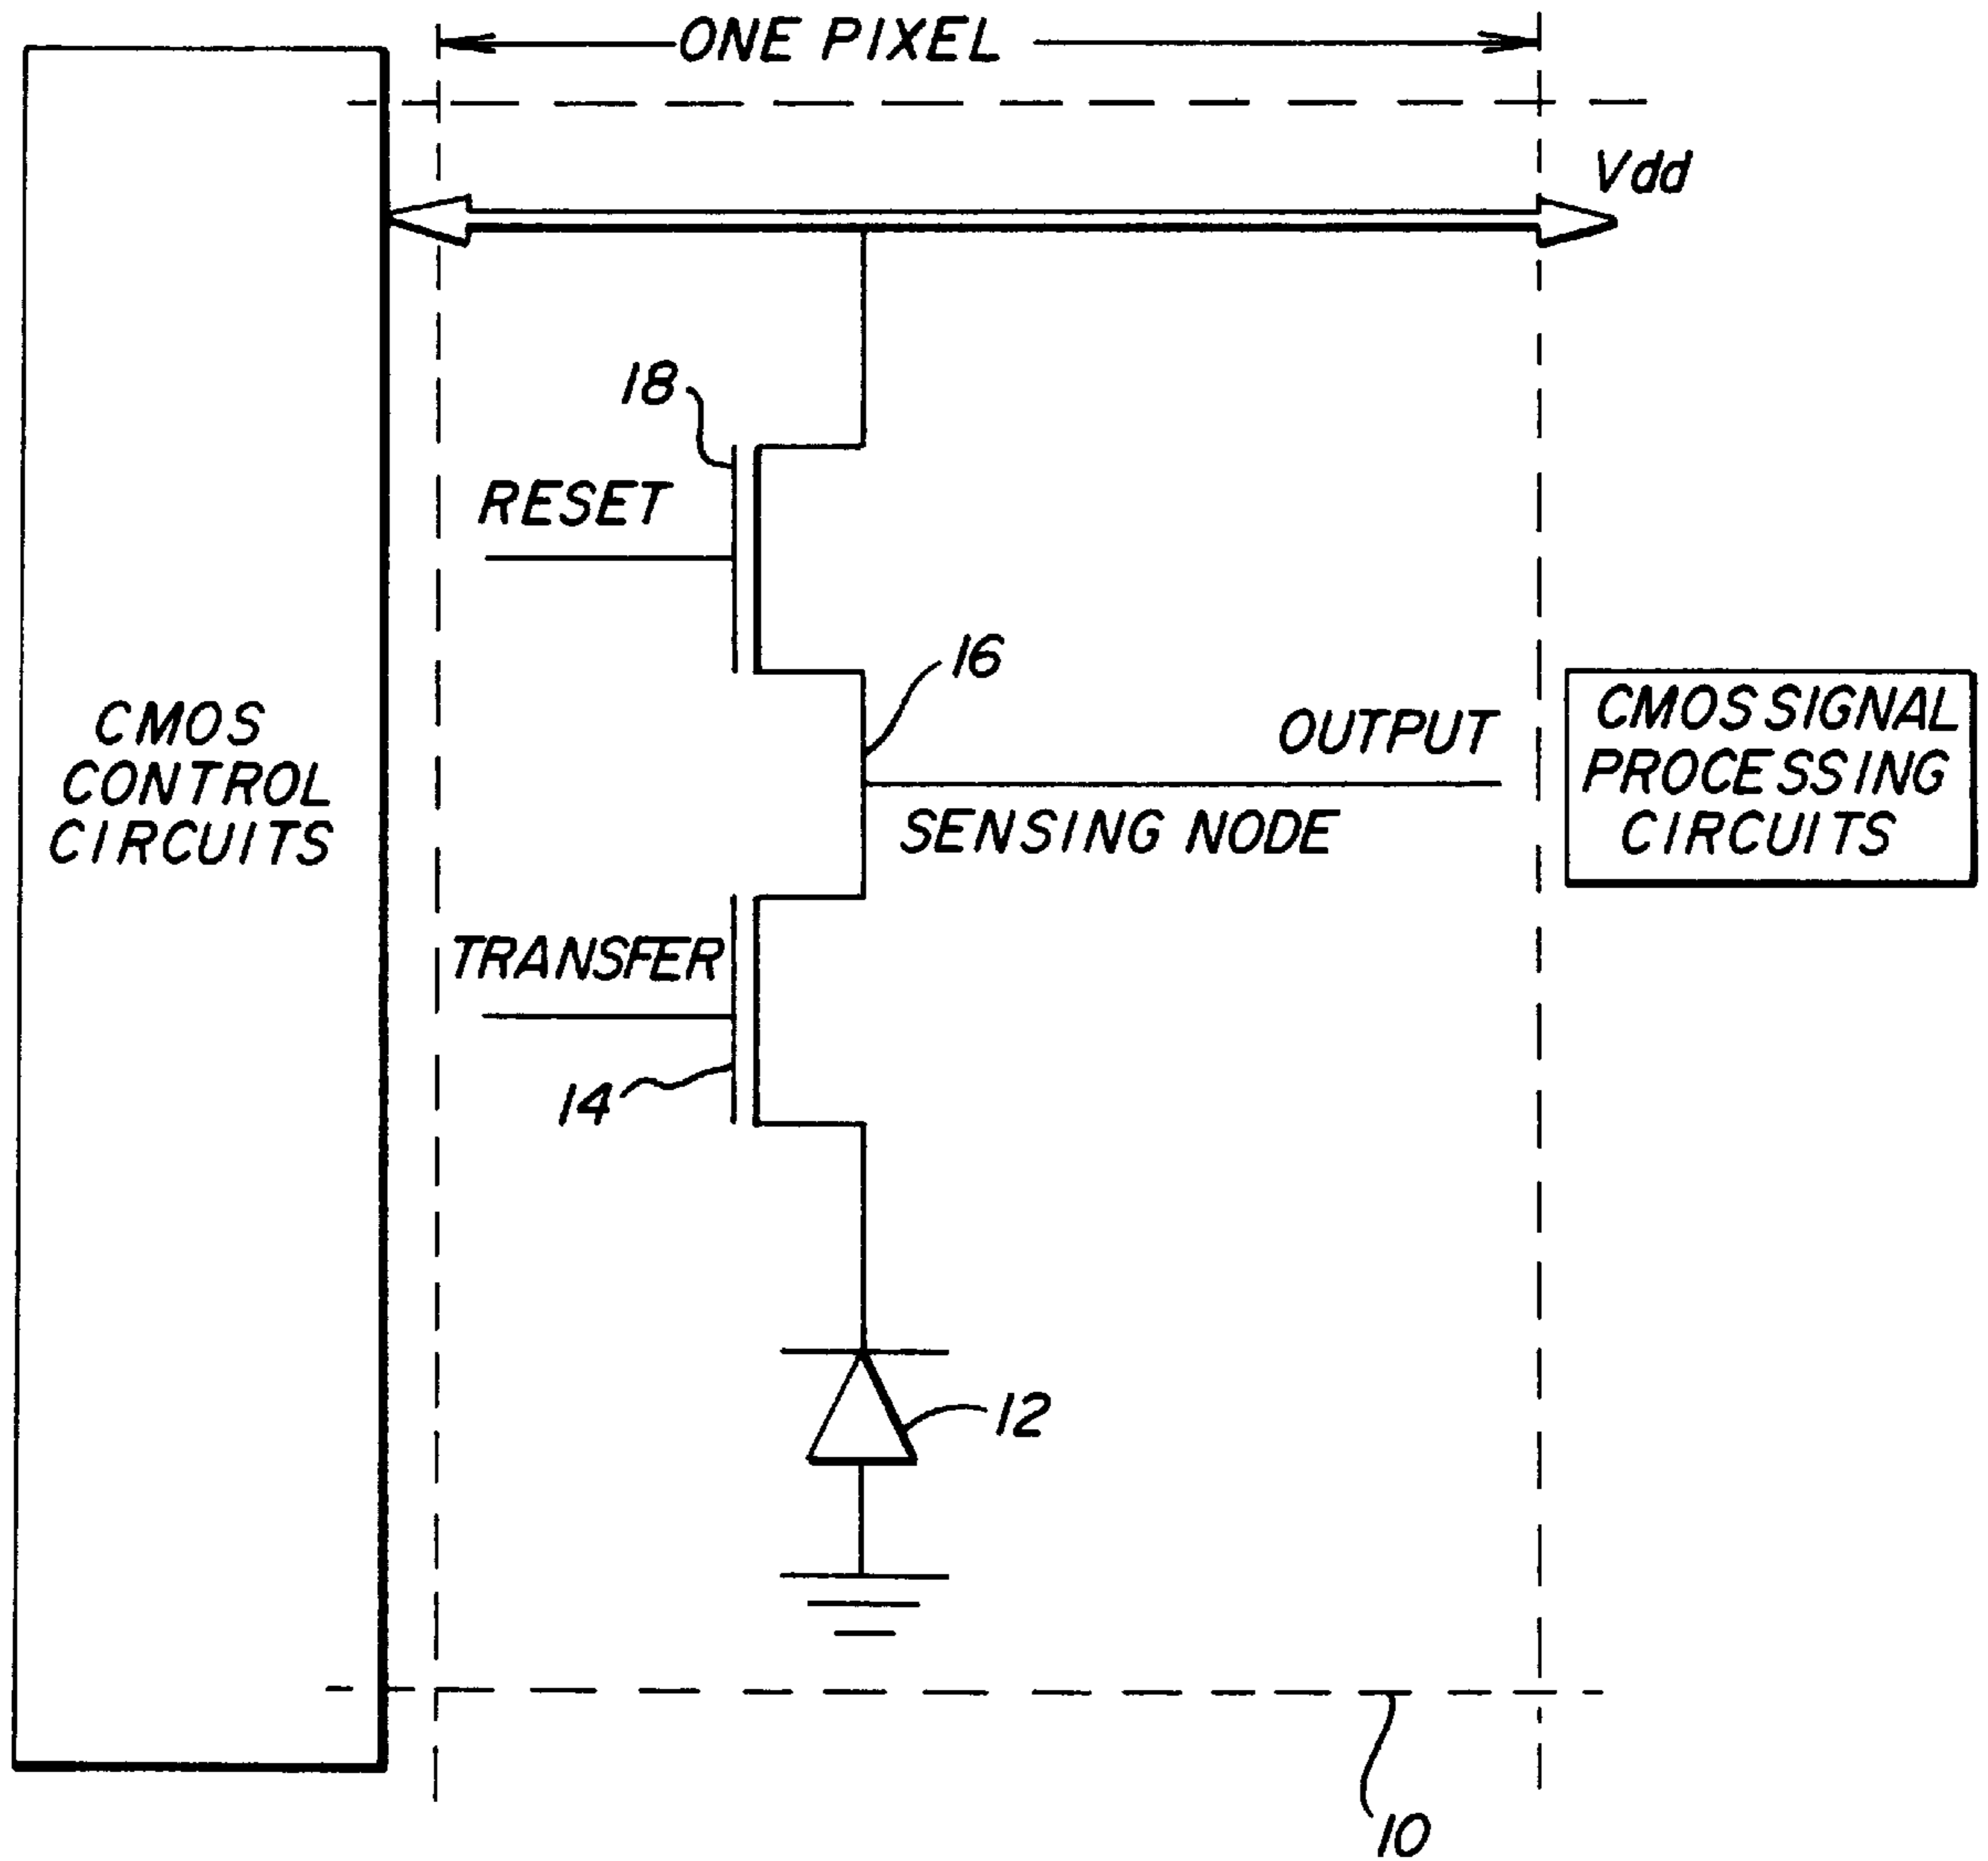 ONE PIXEL
Vdd
18
RESET
16
OUTPUT
SENSING NODE
CMOS
CONTROL
CIRCUITS
CMOS SIGNAL
PROCESSING
CIRCUITS
TRANSFER
14
12
10